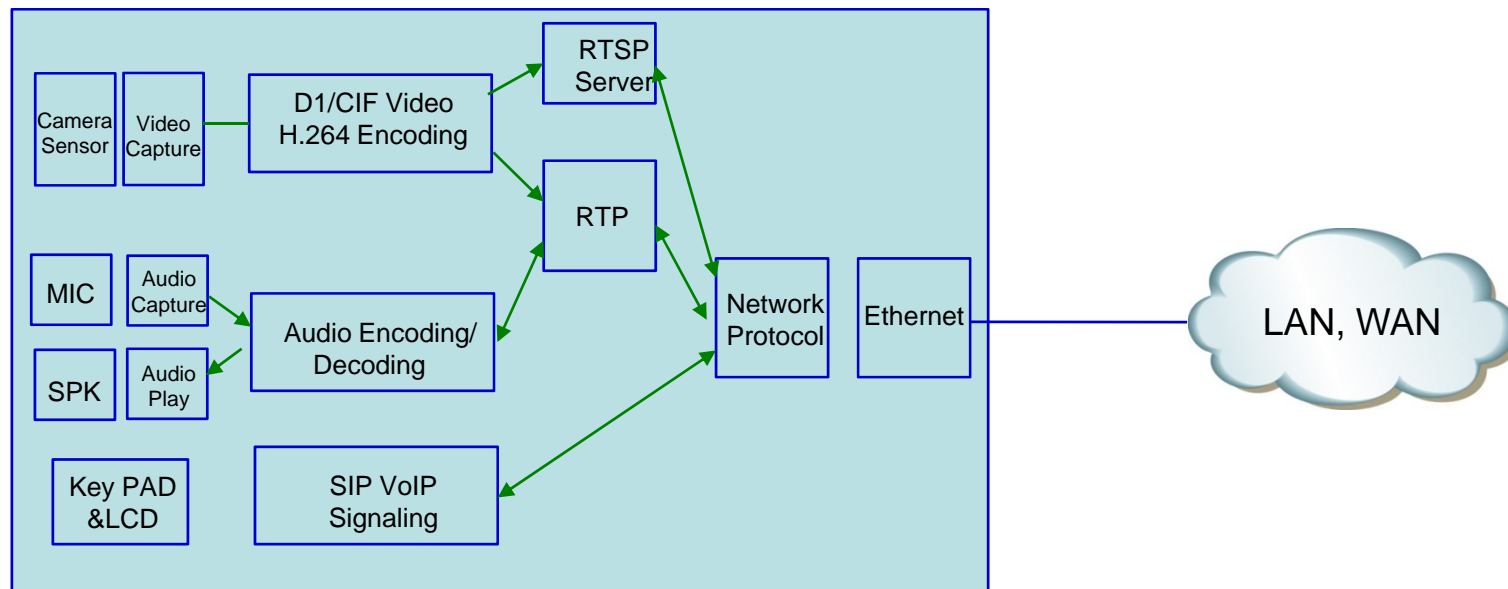 RTSP
Server
D1/CIF Video
H.264 Encoding
Camera
Sensor
Video
Capture
RTP
MIC
Audio
Capture
Audio Encoding/
Decoding
Network
Protocol
Ethernet
LAN, WAN
SPK
Audio
Play
Key PAD
&LCD
SIP VoIP
Signaling